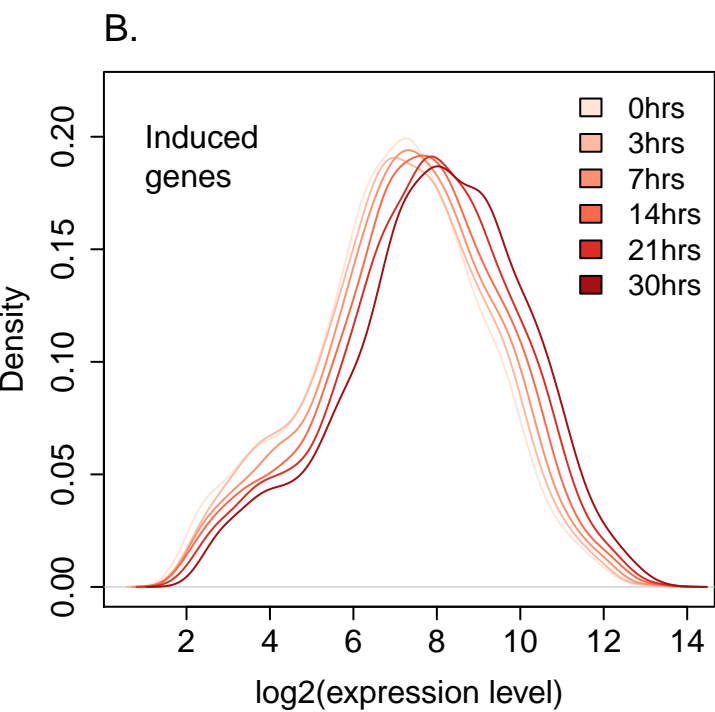 B.
Induced
genes
0hrs
3hrs
7hrs
14hrs
21hrs
30hrs
Density
0.20
0.15
0.10
0.05
0.00
2 4 6 8 10 12 14
log2(expression level)